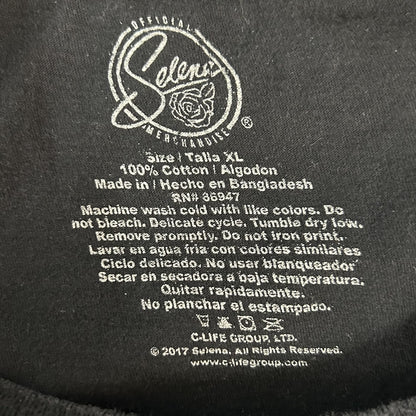 OFFICIAL
Selena
MERCHANDISE
®
Size / Talla XL
100% Cotton / Algodon
Made in / Hecho en Bangladesh
RN# 86947
Machine wash cold with like colors. Do
not bleach. Delicate cycle. Tumble dry low.
Remove promptly. Do not iron print.
Lavar en agua fria con colores similares
Ciclo delicado. No usar blanqueador
Secar en secadora a baja temperatura.
Quitar rapidamente.
No planchar el estampado.
C-LIFE GROUP, LTD.
© 2017 Selena. All Rights Reserved.
www.c-lifegroup.com